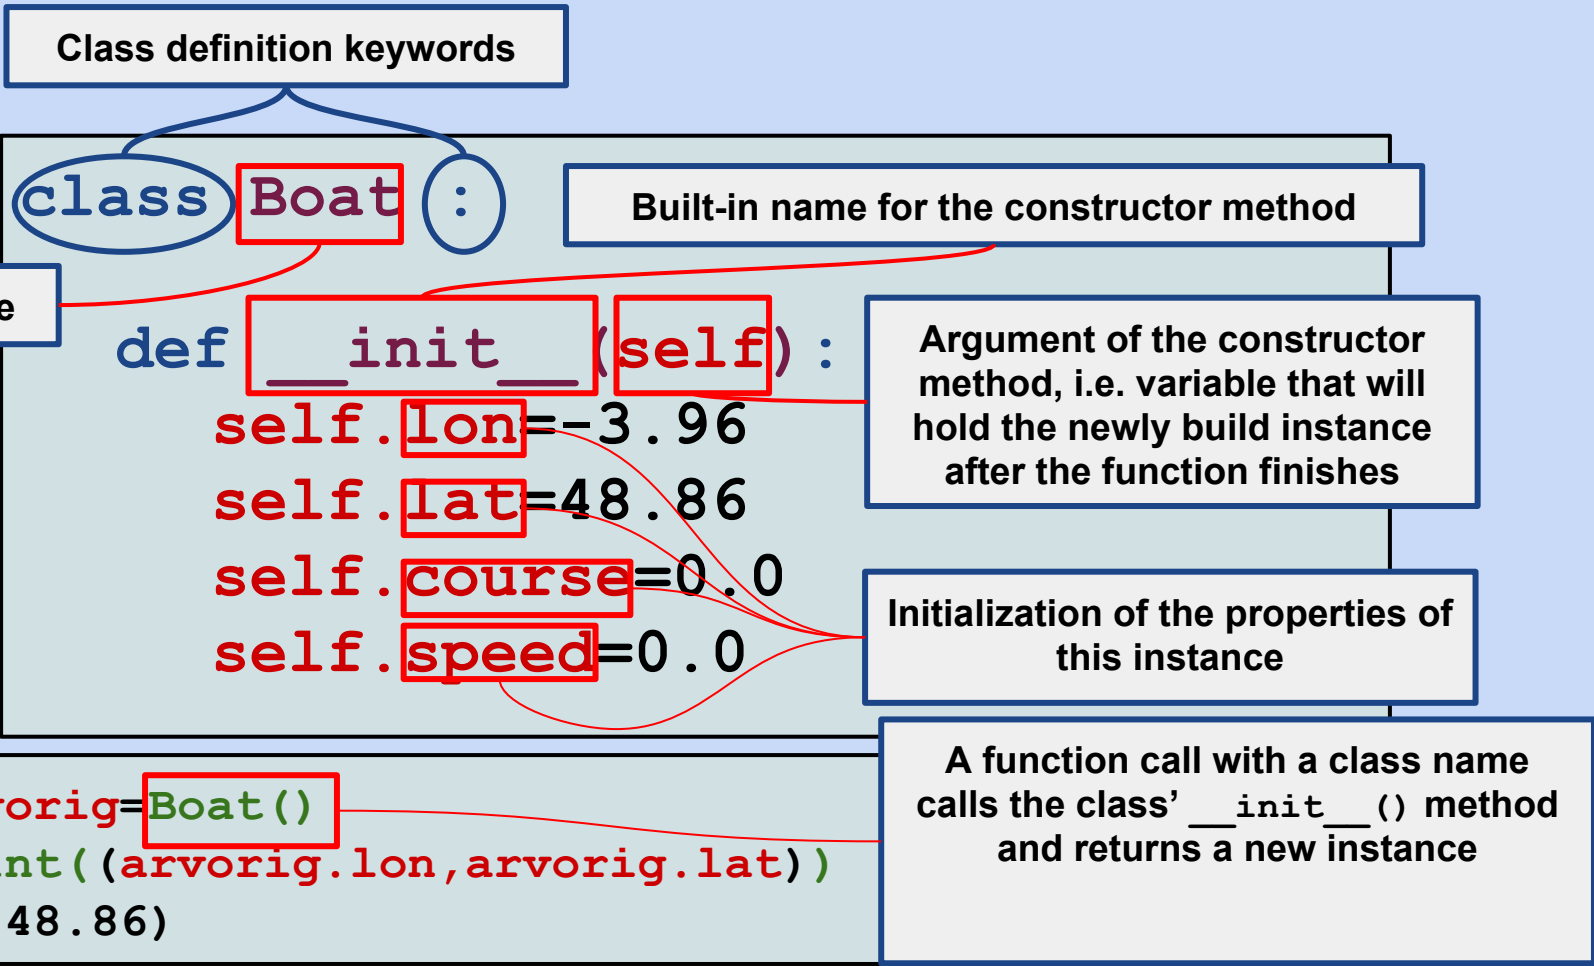 Class definition keywords
class Boat :
Built-in name for the constructor method
e
def __init__(self):
Argument of the constructor
method, i.e. variable that will
hold the newly build instance
after the function finishes
self.lon=-3.96
self.lat=48.86
self.course=0.0
self.speed=0.0
Initialization of the properties of
this instance
A function call with a class name
calls the class’ __init__() method
and returns a new instance
vorig=Boat()
int((arvorig.lon,arvorig.lat))
48.86)